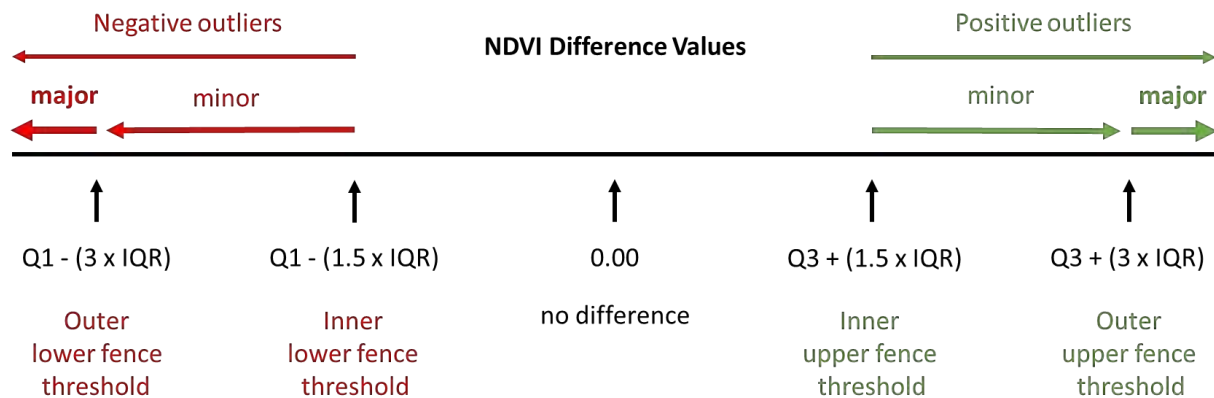 Negative outliers
NDVI Difference Values
Positive outliers
major
minor
minor
major
Q1 - (3 x IQR)
Q1 - (1.5 x IQR)
0.00
Q3 + (1.5 x IQR)
Q3 + (3 x IQR)
Outer
lower fence
threshold
Inner
lower fence
threshold
no difference
Inner
upper fence
threshold
Outer
upper fence
threshold